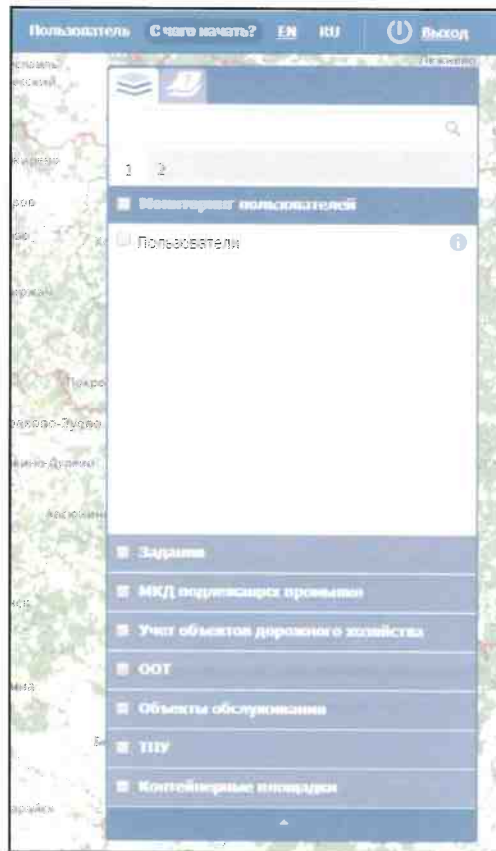 Пользователь С чего начать? EN RU Выход
1 2
Мониторинг пользователей
Пользователи
Задания
МКД подлежащих промывке
Учет объектов дорожного хозяйства
ООТ
Объекты обслуживания
ТПУ
Контейнерные площадки